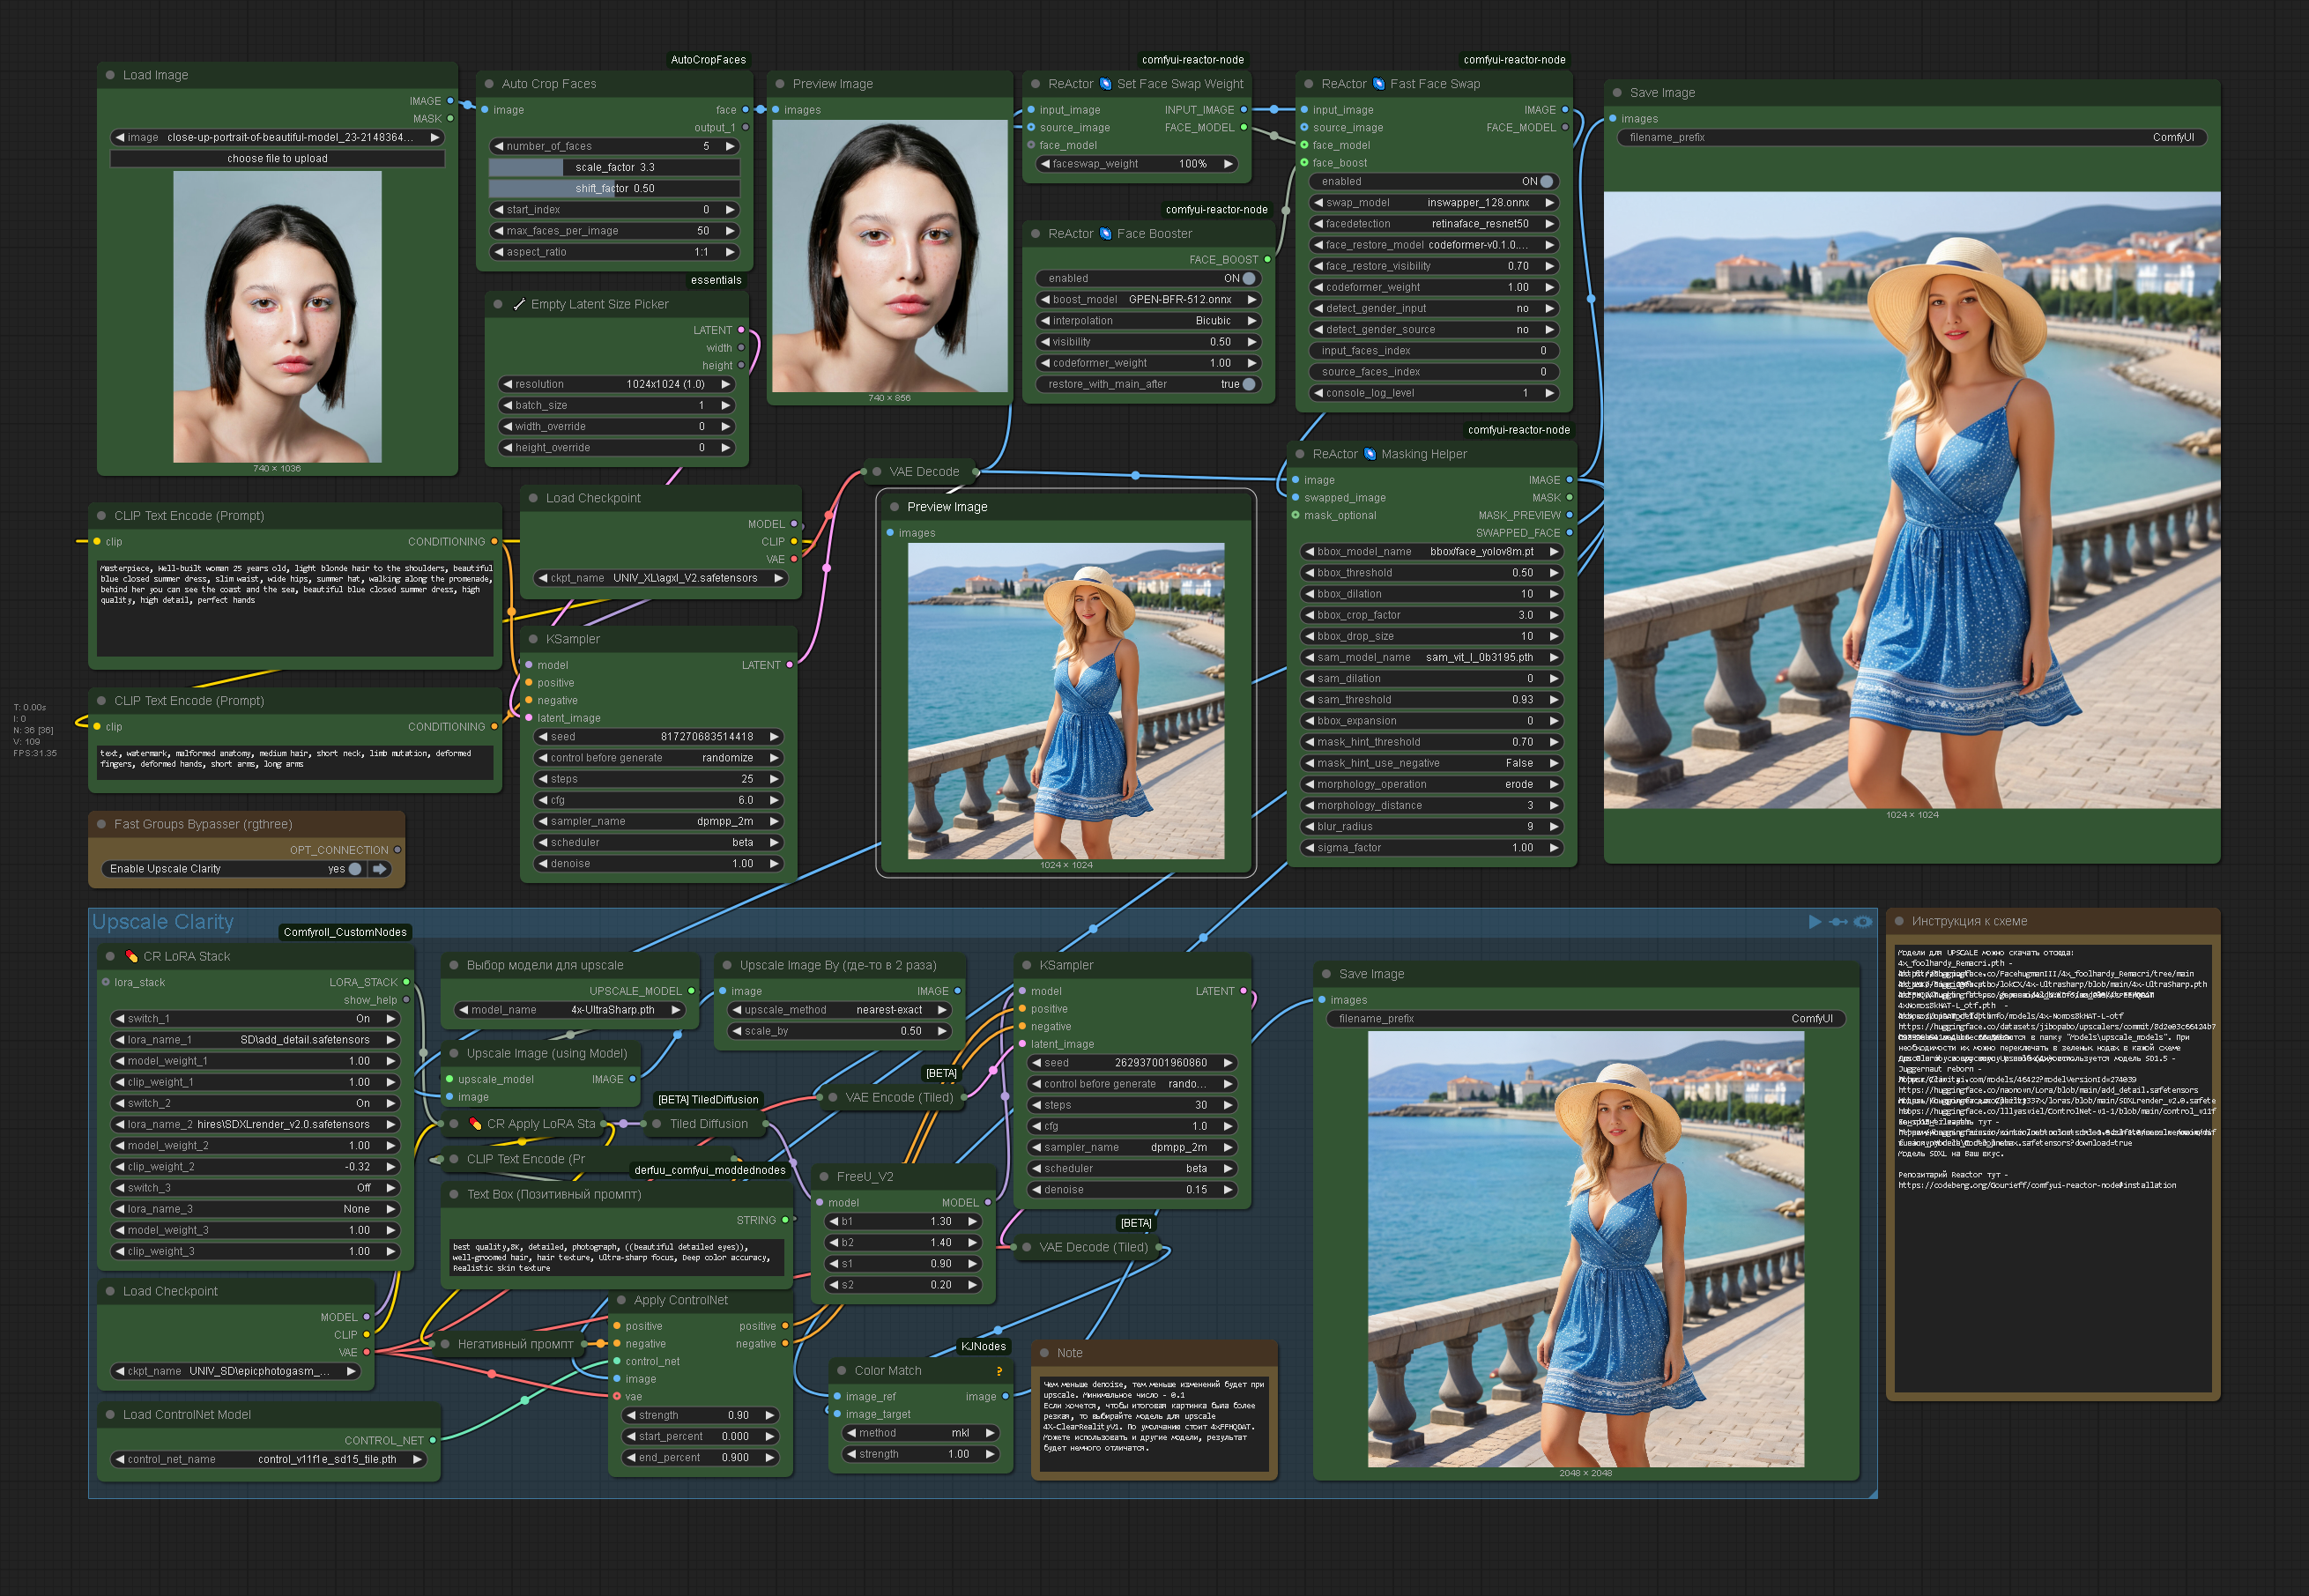 Load Image
IMAGE
MASK
image close-up-portrait-of-beautiful-model_23-2148364...
choose file to upload
740 × 1036
AutoCropFaces
Auto Crop Faces
image face
output_1
number_of_faces 5
scale_factor 3.3
shift_factor 0.50
start_index 0
max_faces_per_image 50
aspect_ratio 1:1
essentials
Empty Latent Size Picker
LATENT
width
height
resolution 1024x1024 (1.0)
batch_size 1
width_override 0
height_override 0
Preview Image
images
740 × 856
comfyui-reactor-node
ReActor Set Face Swap Weight
input_image INPUT_IMAGE
source_image FACE_MODEL
face_model
faceswap_weight 100%
comfyui-reactor-node
ReActor Face Booster
FACE_BOOST
enabled ON
boost_model GPEN-BFR-512.onnx
interpolation Bicubic
visibility 0.50
codeformer_weight 1.00
restore_with_main_after true
comfyui-reactor-node
ReActor Fast Face Swap
input_image IMAGE
source_image FACE_MODEL
face_model
face_boost
enabled ON
swap_model inswapper_128.onnx
facedetection retinaface_resnet50
face_restore_model codeformer-v0.1.0....
face_restore_visibility 0.70
codeformer_weight 1.00
detect_gender_input no
detect_gender_source no
input_faces_index 0
source_faces_index 0
console_log_level 1
Save Image
images
filename_prefix ComfyUI
1024 × 1024
CLIP Text Encode (Prompt)
clip CONDITIONING
Masterpiece, Well-built woman 25 years old, light blonde hair to the shoulders, beautiful
blue closed summer dress, slim waist, wide hips, summer hat, walking along the promenade,
behind her you can see the coast and the sea, beautiful blue closed summer dress, high
quality, high detail, perfect hands
CLIP Text Encode (Prompt)
clip CONDITIONING
text, watermark, malformed anatomy, medium hair, short neck, limb mutation, deformed
fingers, deformed hands, short arms, long arms
T: 0.00s
I: 0
N: 36 [36]
V: 109
FPS:31.35
Fast Groups Bypasser (rgthree)
OPT_CONNECTION
Enable Upscale Clarity yes
Load Checkpoint
MODEL
CLIP
VAE
ckpt_name UNIV_XL\agxl_V2.safetensors
KSampler
model LATENT
positive
negative
latent_image
seed 817270683514418
control before generate randomize
steps 25
cfg 6.0
sampler_name dpmpp_2m
scheduler beta
denoise 1.00
VAE Decode
Preview Image
images
1024 × 1024
comfyui-reactor-node
ReActor Masking Helper
image IMAGE
swapped_image MASK
mask_optional MASK_PREVIEW
SWAPPED_FACE
bbox_model_name bbox/face_yolov8m.pt
bbox_threshold 0.50
bbox_dilation 10
bbox_crop_factor 3.0
bbox_drop_size 10
sam_model_name sam_vit_l_0b3195.pth
sam_dilation 0
sam_threshold 0.93
bbox_expansion 0
mask_hint_threshold 0.70
mask_hint_use_negative False
morphology_operation erode
morphology_distance 3
blur_radius 9
sigma_factor 1.00
Upscale Clarity
Comfyroll_CustomNodes
CR LoRA Stack
lora_stack LORA_STACK
show_help
switch_1 On
lora_name_1 SD\add_detail.safetensors
model_weight_1 1.00
clip_weight_1 1.00
switch_2 On
lora_name_2 hires\SDXLrender_v2.0.safetensors
model_weight_2 1.00
clip_weight_2 -0.32
switch_3 Off
lora_name_3 None
model_weight_3 1.00
clip_weight_3 1.00
Load Checkpoint
MODEL
CLIP
VAE
ckpt_name UNIV_SD\epicphotogasm_...
Load ControlNet Model
CONTROL_NET
control_net_name control_v11f1e_sd15_tile.pth
Выбор модели для upscale
UPSCALE_MODEL
model_name 4x-UltraSharp.pth
Upscale Image (using Model)
upscale_model IMAGE
image
CR Apply LoRA Sta
[BETA] TiledDiffusion
Tiled Diffusion
CLIP Text Encode (Pr
derfuu_comfyui_moddednodes
Text Box (Позитивный промпт)
STRING
best quality,8K, detailed, photograph, ((beautiful detailed eyes)),
well-groomed hair, hair texture, Ultra-sharp focus, Deep color accuracy,
Realistic skin texture
Негативный промпт
Apply ControlNet
positive positive
negative negative
control_net
image
vae
strength 0.90
start_percent 0.000
end_percent 0.900
Upscale Image By (где-то в 2 раза)
image IMAGE
upscale_method nearest-exact
scale_by 0.50
[BETA]
VAE Encode (Tiled)
FreeU_V2
model MODEL
b1 1.30
b2 1.40
s1 0.90
s2 0.20
KSampler
model LATENT
positive
negative
latent_image
seed 262937001960860
control before generate rando...
steps 30
cfg 1.0
sampler_name dpmpp_2m
scheduler beta
denoise 0.15
[BETA]
VAE Decode (Tiled)
KJNodes
Color Match ?
image_ref image
image_target
method mkl
strength 1.00
Note
Чем меньше denoise, тем меньше изменений будет при
upscale. Минимальное число - 0.1
Если хочется, чтобы итоговая картинка была более
резкая, то выбирайте модель для upscale
4X-ClearRealityV1. По умолчание стоит 4xFFHQDAT.
Можете использовать и другие модели, результат
будет немного отличатся.
Save Image
images
filename_prefix ComfyUI
2048 × 2048
Инструкция к схеме
Модели для UPSCALE можно скачать отсюда:
4x_foolhardy_Remacri.pth -
4xNomos8kHAT-L_otf.pth -
необходимости их можно переключать в зеленых нодах в какой схеме
Juggernaut reborn -
Модель SDXL на Ваш вкус.
Репозитарий Reactor тут -
https://codeberg.org/Gourieff/comfyui-reactor-node#installation